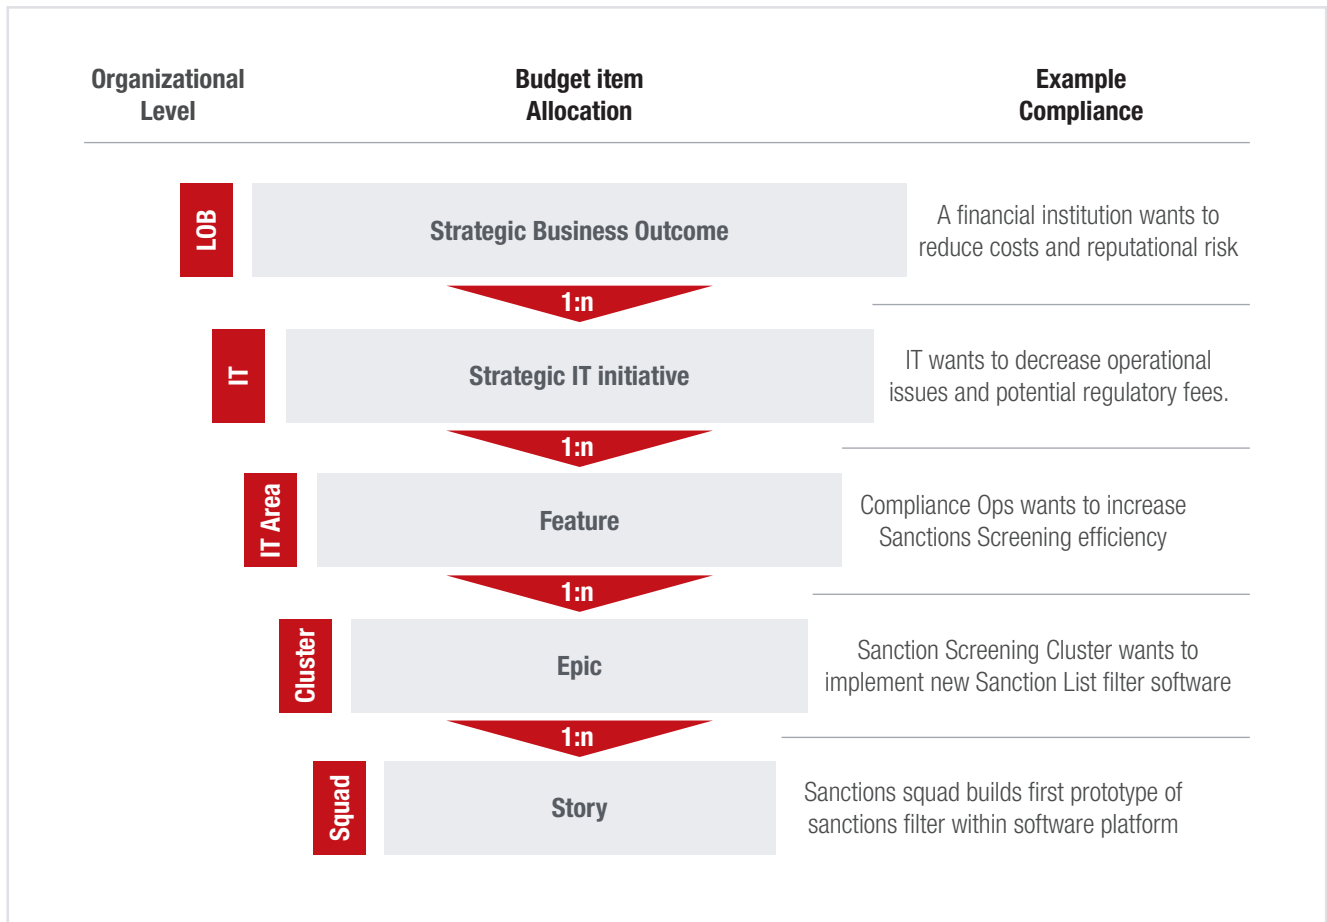 Organizational
Level
Budget item
Allocation
Example
Compliance
LOB
Strategic Business Outcome
A financial institution wants to
reduce costs and reputational risk
1:n
IT
Strategic IT initiative
IT wants to decrease operational
issues and potential regulatory fees.
1:n
IT Area
Feature
Compliance Ops wants to increase
Sanctions Screening efficiency
1:n
Cluster
Epic
Sanction Screening Cluster wants to
implement new Sanction List filter software
1:n
Squad
Story
Sanctions squad builds first prototype of
sanctions filter within software platform